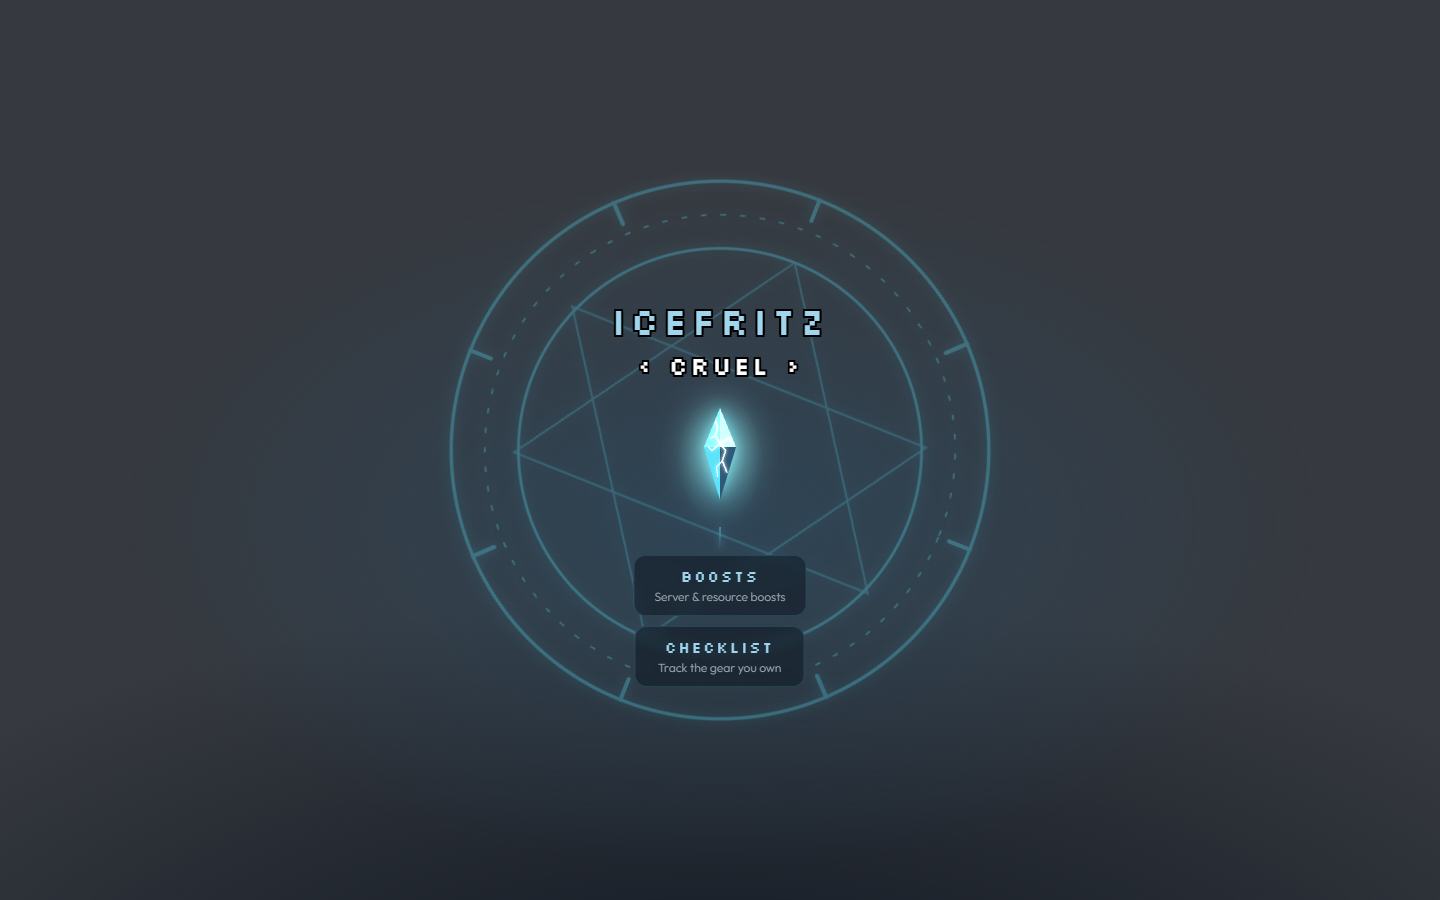 ICEFRITZ
‹ CRUEL ›
BOOSTS
Server & resource boosts
CHECKLIST
Track the gear you own